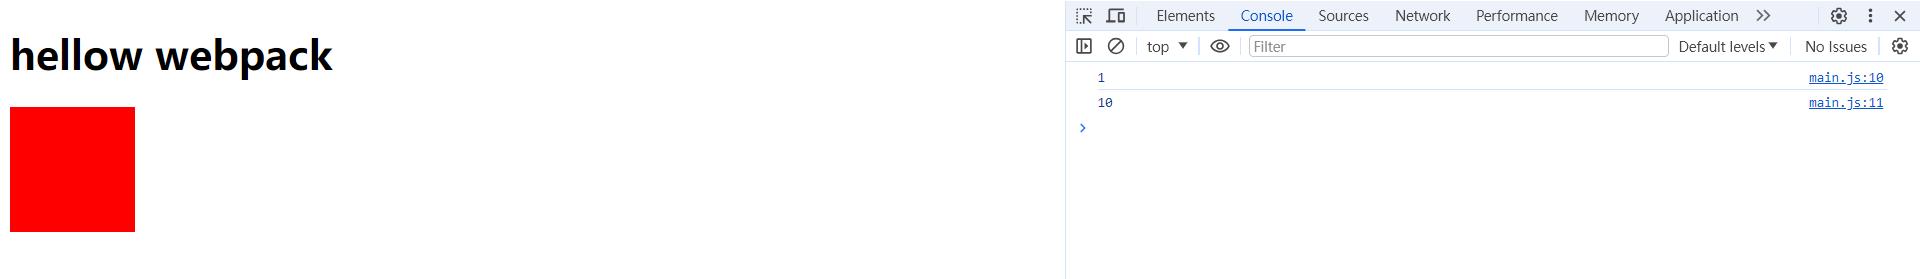 hellow webpack
Elements Console Sources Network Performance Memory Application
top Filter Default levels No Issues
1 main.js:10
10 main.js:11